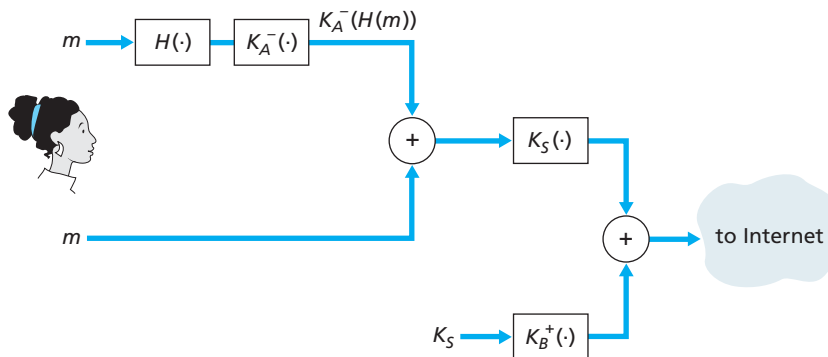 K_A^-(H(m))
m
H(·)
K_A^-(·)
+
K_S(·)
m
+
to Internet
K_S
K_B^+(·)